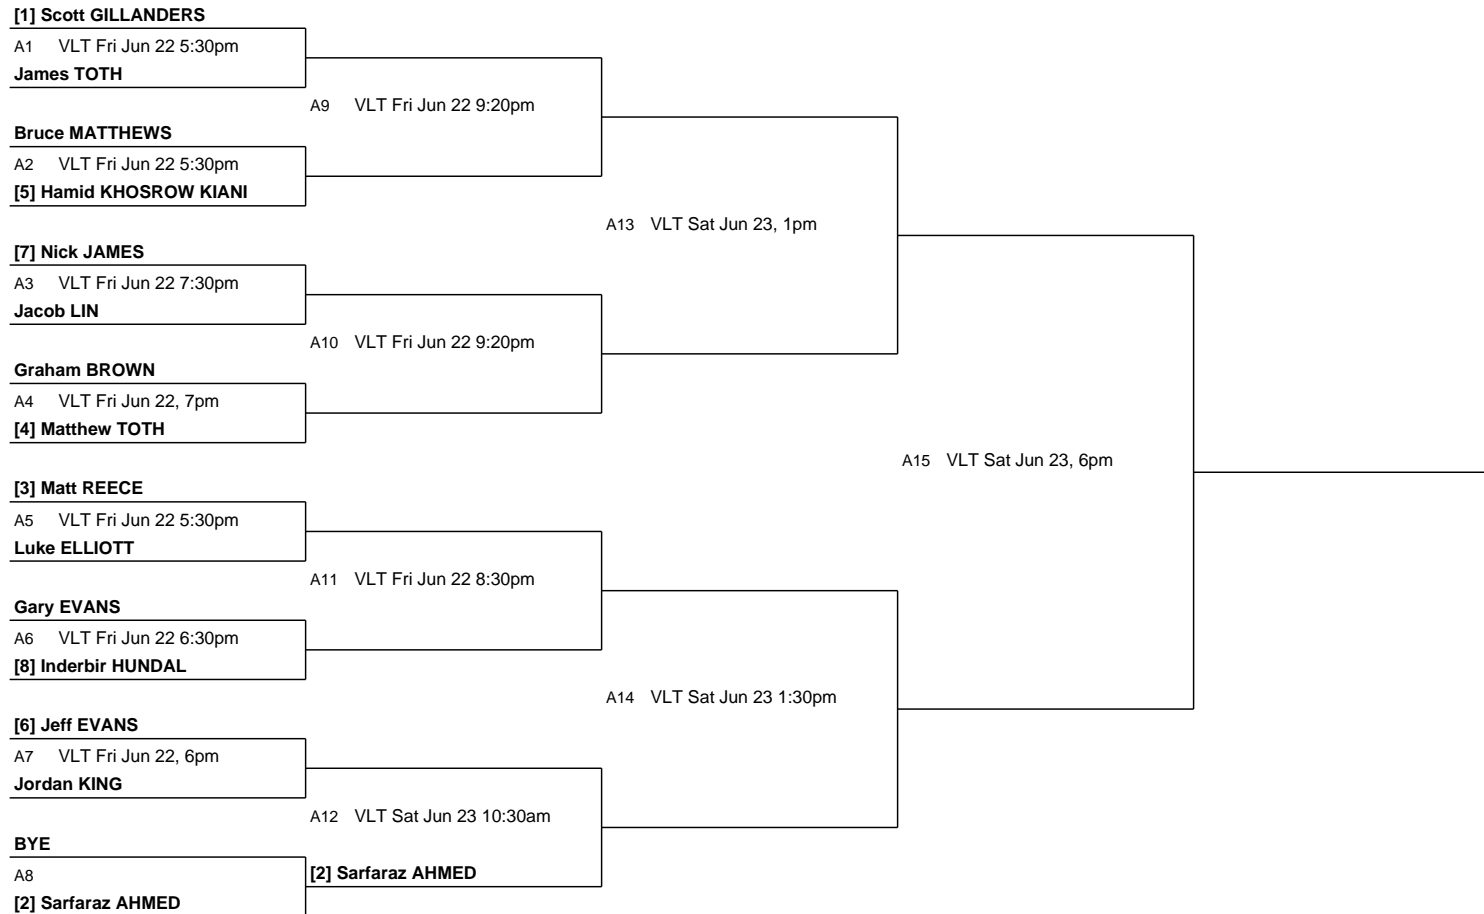 [1] Scott GILLANDERS
A1 VLT Fri Jun 22 5:30pm
James TOTH
A9 VLT Fri Jun 22 9:20pm
Bruce MATTHEWS
A2 VLT Fri Jun 22 5:30pm
[5] Hamid KHOSROW KIANI
A13 VLT Sat Jun 23, 1pm
[7] Nick JAMES
A3 VLT Fri Jun 22 7:30pm
Jacob LIN
A10 VLT Fri Jun 22 9:20pm
Graham BROWN
A4 VLT Fri Jun 22, 7pm
[4] Matthew TOTH
A15 VLT Sat Jun 23, 6pm
[3] Matt REECE
A5 VLT Fri Jun 22 5:30pm
Luke ELLIOTT
A11 VLT Fri Jun 22 8:30pm
Gary EVANS
A6 VLT Fri Jun 22 6:30pm
[8] Inderbir HUNDAL
A14 VLT Sat Jun 23 1:30pm
[6] Jeff EVANS
A7 VLT Fri Jun 22, 6pm
Jordan KING
A12 VLT Sat Jun 23 10:30am
BYE
A8
[2] Sarfaraz AHMED
[2] Sarfaraz AHMED